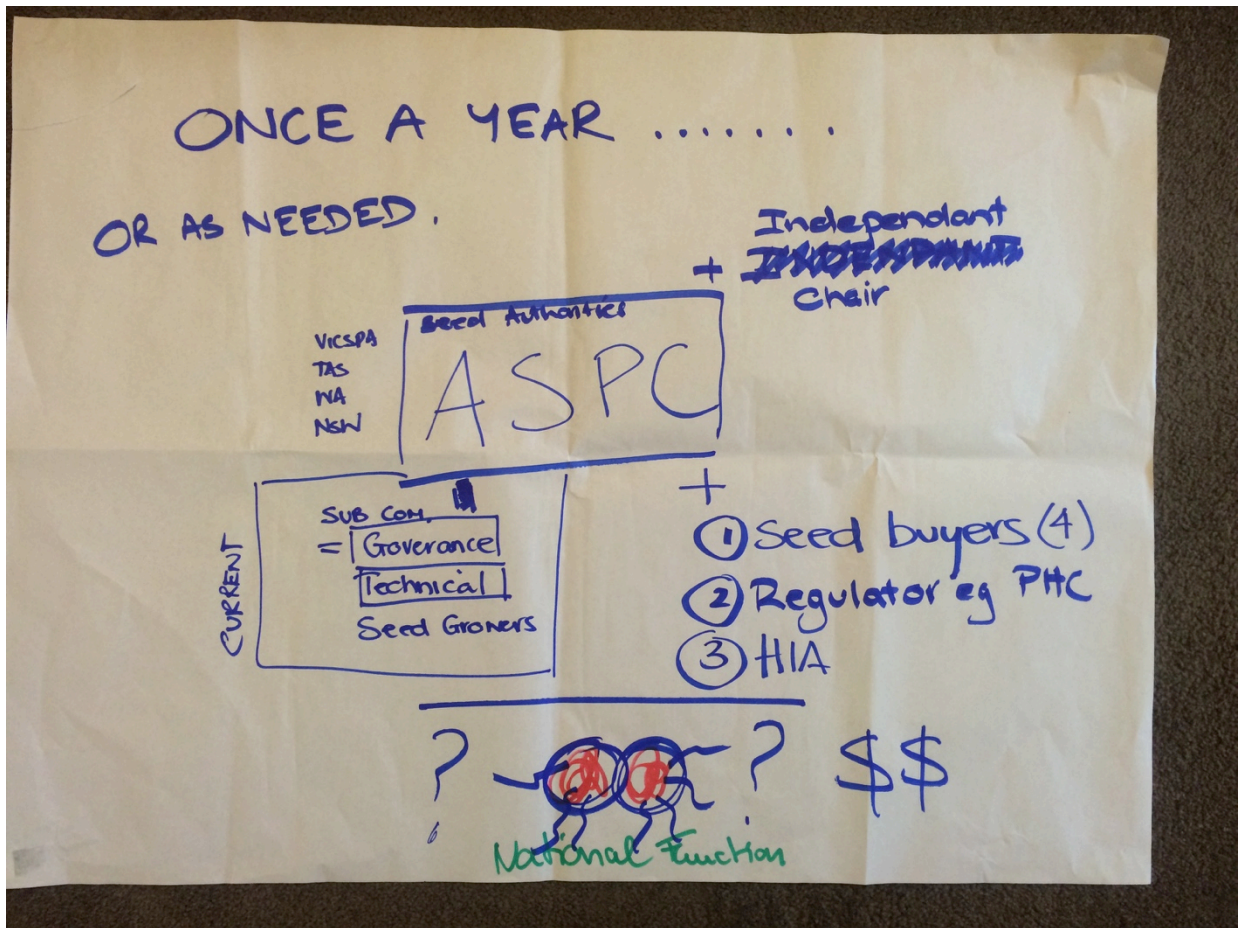 ONCE A YEAR .......
OR AS NEEDED.
+ Independant
Chair
Seed Authorities
VICSPA
TAS
WA
NSW
ASPC
CURRENT
SUB COM.
= Goverance
Technical
Seed Growers
+
① Seed buyers (4)
② Regulator eg PHC
③ HIA
? ? $$
National Function